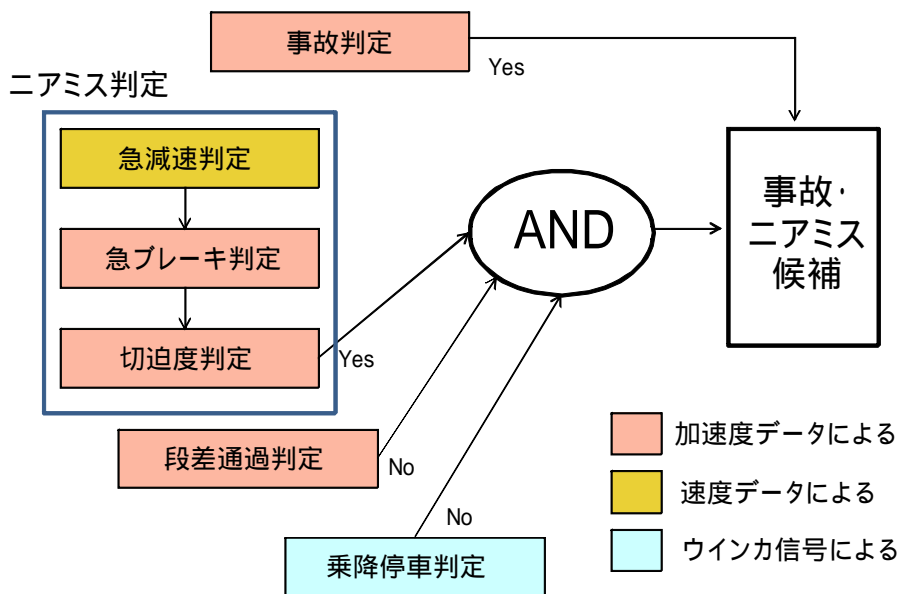 事故判定
Yes
ニアミス判定
急減速判定
急ブレーキ判定
切迫度判定
Yes
段差通過判定
No
乗降停車判定
No
AND
事故・
ニアミス
候補
加速度データによる
速度データによる
ウインカ信号による